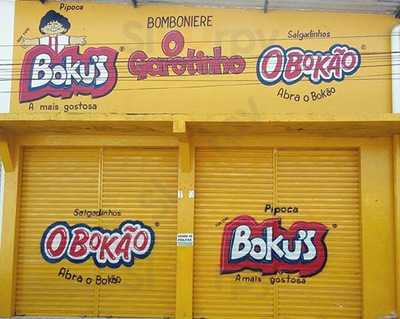 Pipoca
BOKU'S
A mais gostosa
BOMBONIERE
O Garotinho
Salgadinhos
O BOKÃO
Abra o Bokão
Salgadinhos
O BOKÃO
Abra o Bokão
Pipoca
BOKU'S
A mais gostosa